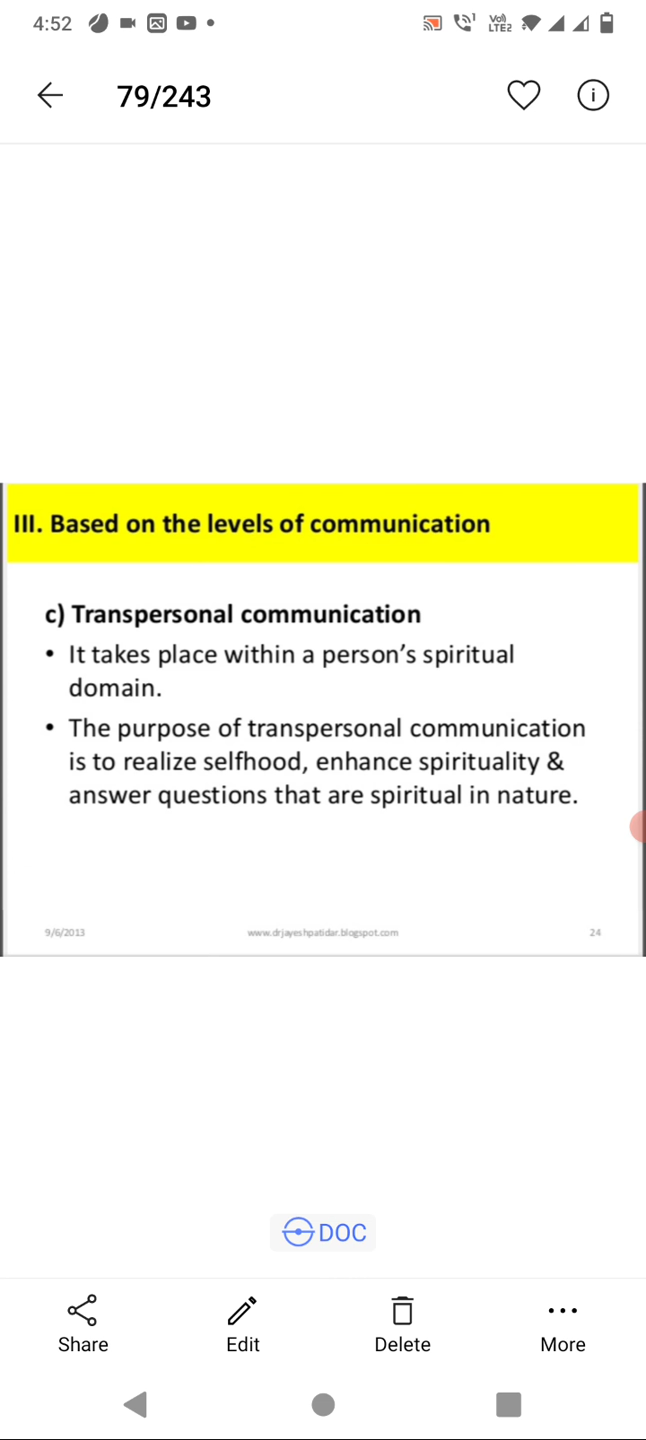 4:52
Vo)) LTE2
79/243
III. Based on the levels of communication
c) Transpersonal communication
• It takes place within a person's spiritual
domain.
• The purpose of transpersonal communication
is to realize selfhood, enhance spirituality &
answer questions that are spiritual in nature.
9/6/2013 www.drjayeshpatidar.blogspot.com 24
DOC
Share Edit Delete More